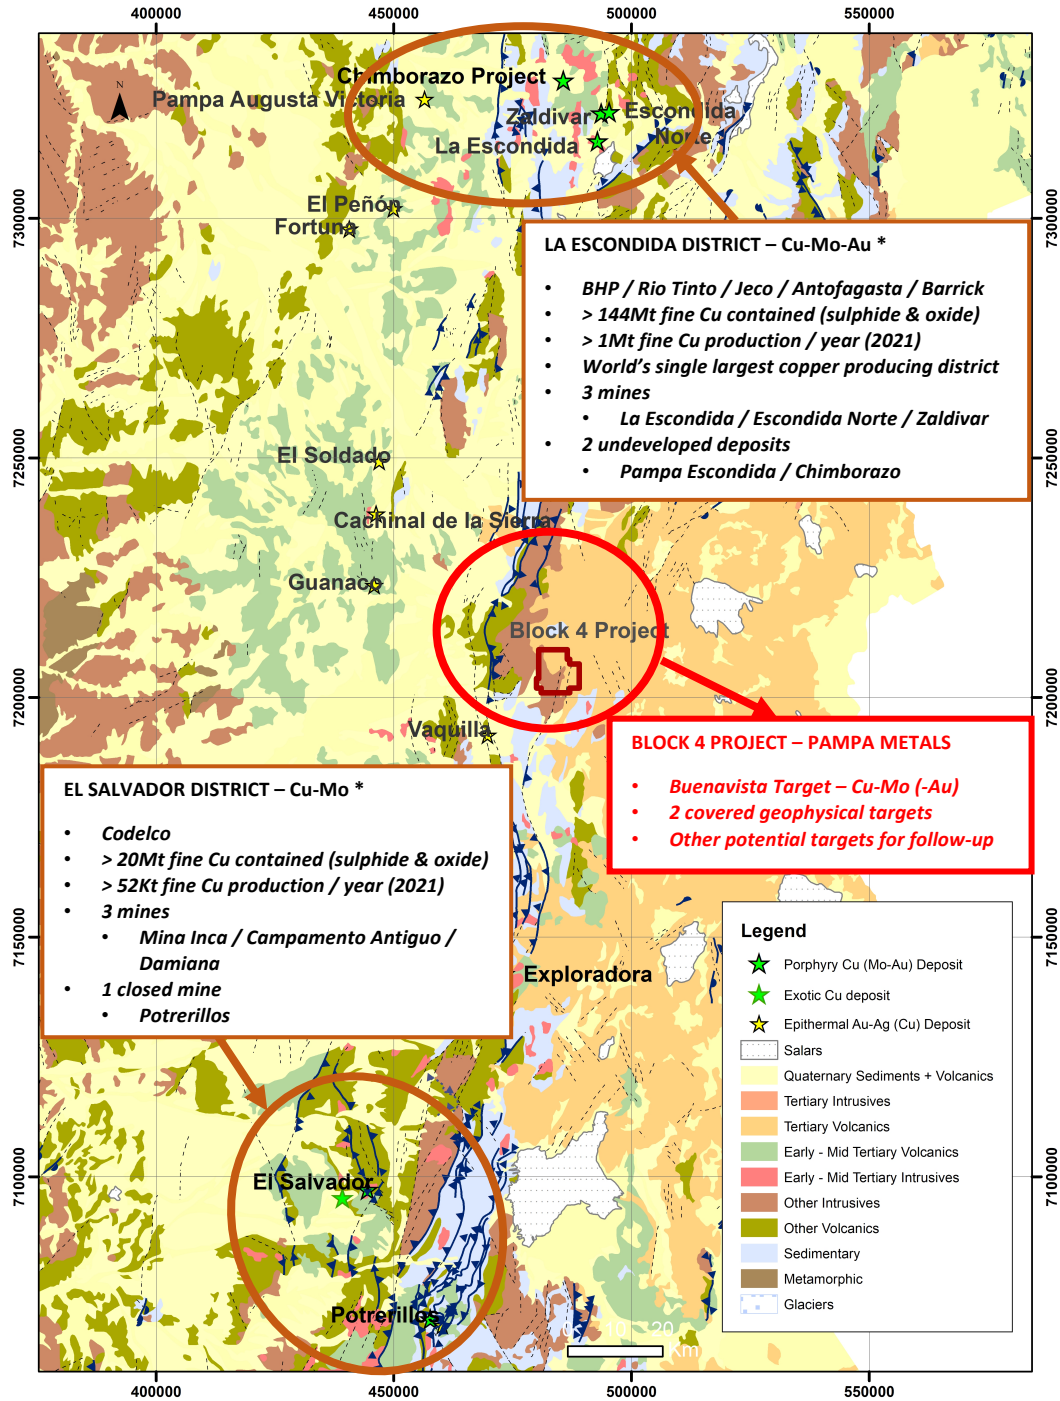 400000 450000 500000 550000
N
Chimborazo Project
Pampa Augusta Victoria
Zaldivar
Escondida
Norte
La Escondida
El Peñón
Fortuna
7300000
7300000
LA ESCONDIDA DISTRICT – Cu-Mo-Au *
• BHP / Rio Tinto / Jeco / Antofagasta / Barrick
• > 144Mt fine Cu contained (sulphide & oxide)
• > 1Mt fine Cu production / year (2021)
• World's single largest copper producing district
• 3 mines
• La Escondida / Escondida Norte / Zaldivar
• 2 undeveloped deposits
• Pampa Escondida / Chimborazo
El Soldado
7250000
7250000
Cachinal de la Sierra
Guanaco
Block 4 Project
7200000
7200000
Vaquilla
BLOCK 4 PROJECT – PAMPA METALS
• Buenavista Target – Cu-Mo (-Au)
• 2 covered geophysical targets
• Other potential targets for follow-up
EL SALVADOR DISTRICT – Cu-Mo *
• Codelco
• > 20Mt fine Cu contained (sulphide & oxide)
• > 52Kt fine Cu production / year (2021)
• 3 mines
• Mina Inca / Campamento Antiguo /
Damiana
• 1 closed mine
• Potrerillos
7150000
7150000
Exploradora
Legend
Porphyry Cu (Mo-Au) Deposit
Exotic Cu deposit
Epithermal Au-Ag (Cu) Deposit
Salars
Quaternary Sediments + Volcanics
Tertiary Intrusives
Tertiary Volcanics
Early - Mid Tertiary Volcanics
Early - Mid Tertiary Intrusives
Other Intrusives
Other Volcanics
Sedimentary
Metamorphic
Glaciers
El Salvador
7100000
7100000
Potrerillos
0 10 20
Km
400000 450000 500000 550000